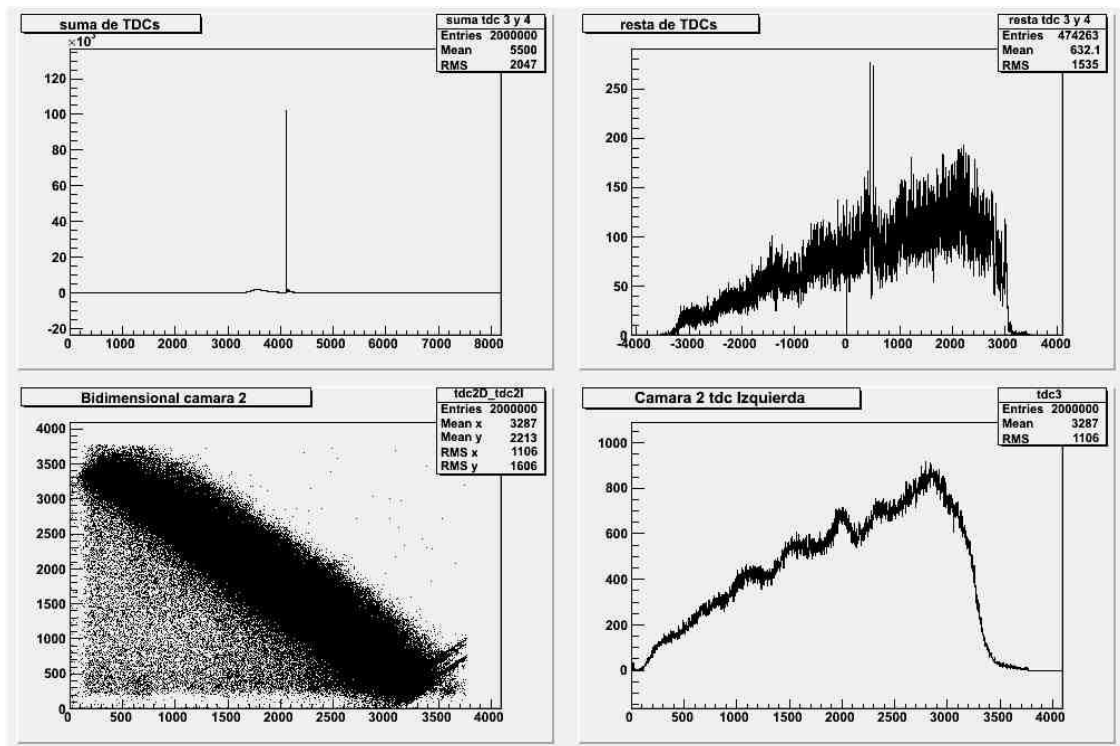 suma de TDCs
suma tdc 3 y 4
Entries 2000000
Mean 5500
RMS 2047
×10³
120
100
80
60
40
20
0
-20
0 1000 2000 3000 4000 5000 6000 7000 8000
resta de TDCs
resta tdc 3 y 4
Entries 474263
Mean 632.1
RMS 1535
250
200
150
100
50
0
-4000 -3000 -2000 -1000 0 1000 2000 3000 4000
Bidimensional camara 2
tdc2D_tdc2I
Entries 2000000
Mean x 3287
Mean y 2213
RMS x 1106
RMS y 1606
4000
3500
3000
2500
2000
1500
1000
500
0
0 500 1000 1500 2000 2500 3000 3500 4000
Camara 2 tdc Izquierda
tdc3
Entries 2000000
Mean 3287
RMS 1106
1000
800
600
400
200
0
0 500 1000 1500 2000 2500 3000 3500 4000